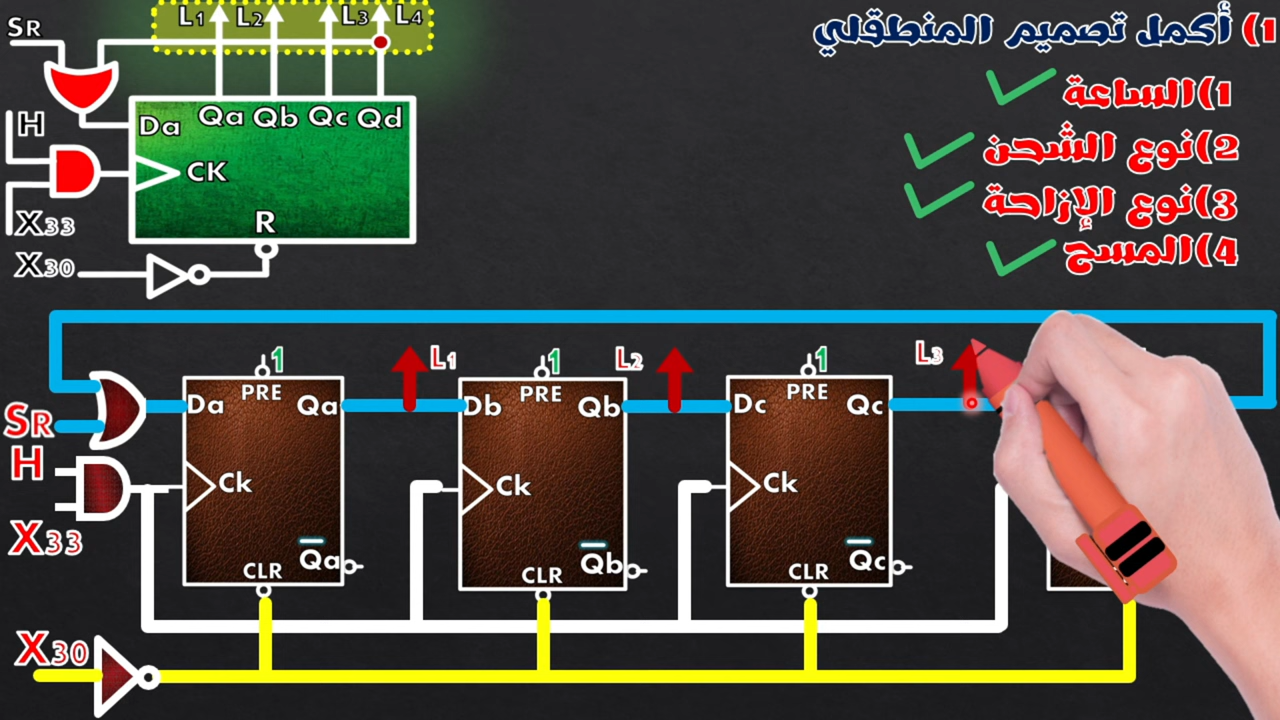 1) أكمل تصميم المنطقلي
1)الساعة
2)نوع الشحن
3)نوع الإزاحة
4)المسح
SR
L1 L2 L3 L4
Da Qa Qb Qc Qd
H
CK
X33
R
X30
1 L1 1 L2 1 L3
PRE PRE PRE
Da Qa Db Qb Dc Qc
SR
H
Ck Ck Ck
X33
Qa Qb Qc
CLR CLR CLR
X30